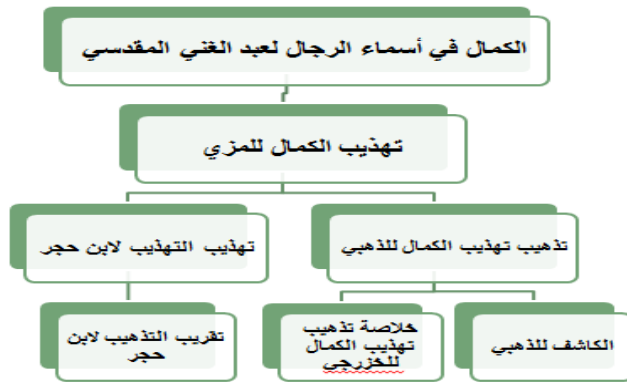 الكمال في أسماء الرجال لعبد الغني المقدسي
تهذيب الكمال للمزي
تذهيب تهذيب الكمال للذهبي
تهذيب التهذيب لابن حجر
الكاشف للذهبي
خلاصة تذهيب
تهذيب الكمال
للخزرجي
تقريب التذهيب لابن
حجر